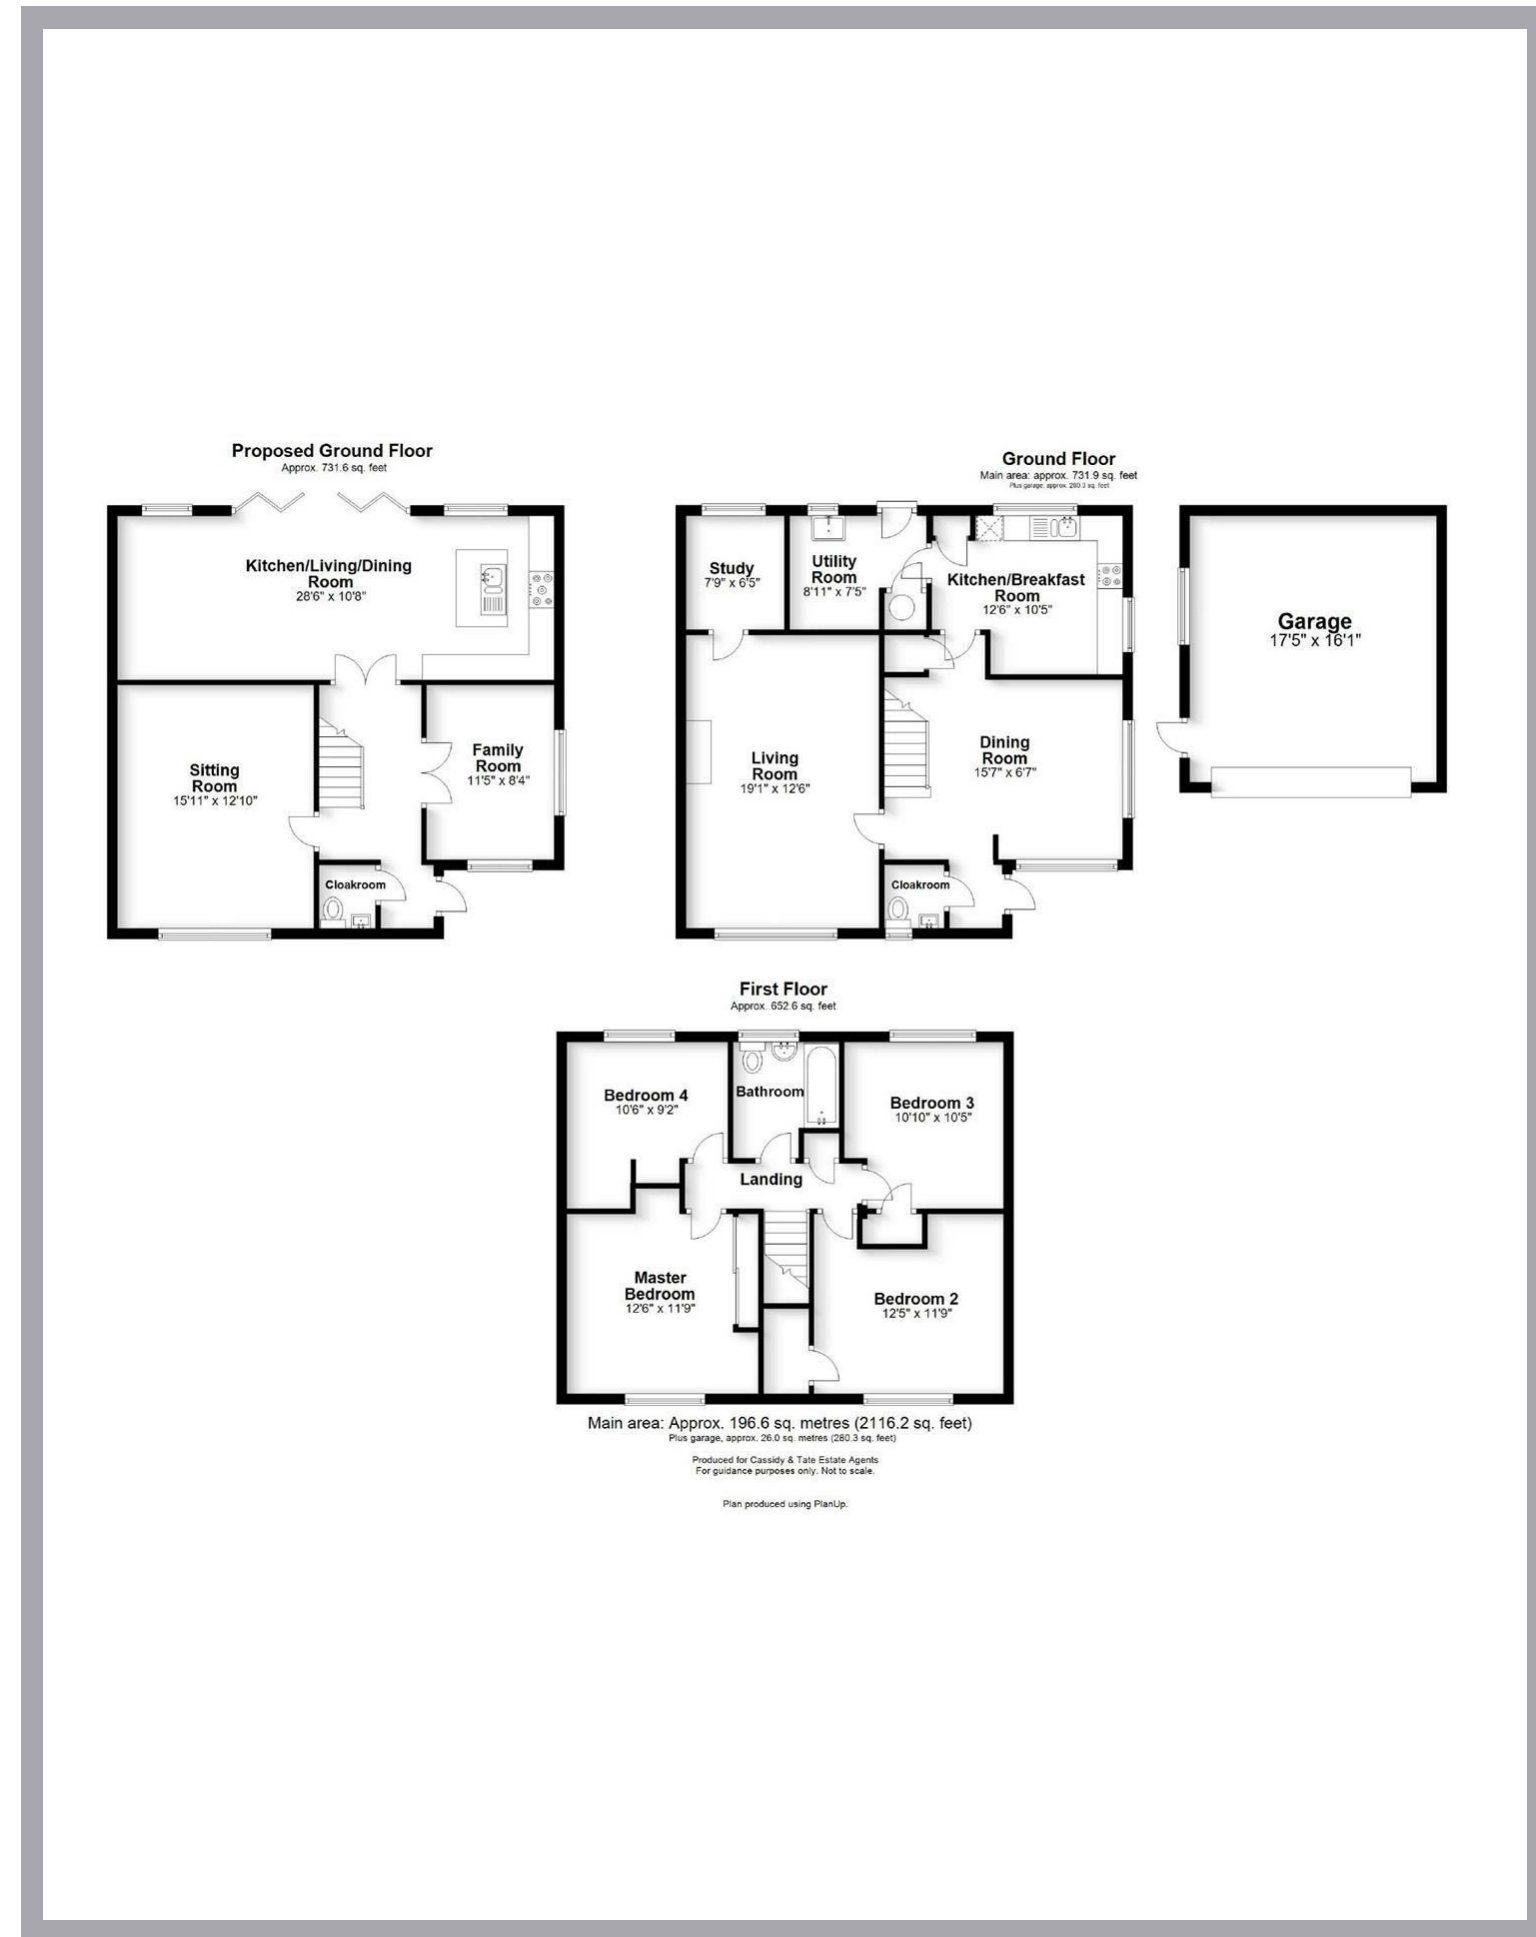 Proposed Ground Floor
Approx. 731.6 sq. feet
Kitchen/Living/Dining
Room
28'6" x 10'8"
Sitting
Room
15'11" x 12'10"
Family
Room
11'5" x 8'4"
Cloakroom
Ground Floor
Main area: approx. 731.9 sq. feet
Plus garage, approx. 280.3 sq. feet
Study
7'9" x 6'5"
Utility
Room
8'11" x 7'5"
Kitchen/Breakfast
Room
12'6" x 10'5"
Living
Room
19'1" x 12'6"
Dining
Room
15'7" x 6'7"
Cloakroom
Garage
17'5" x 16'1"
First Floor
Approx. 652.6 sq. feet
Bedroom 4
10'6" x 9'2"
Bathroom
Bedroom 3
10'10" x 10'5"
Landing
Master
Bedroom
12'6" x 11'9"
Bedroom 2
12'5" x 11'9"
Main area: Approx. 196.6 sq. metres (2116.2 sq. feet)
Plus garage, approx. 26.0 sq. metres (280.3 sq. feet)
Produced for Cassidy & Tate Estate Agents
For guidance purposes only. Not to scale.
Plan produced using PlanUp.